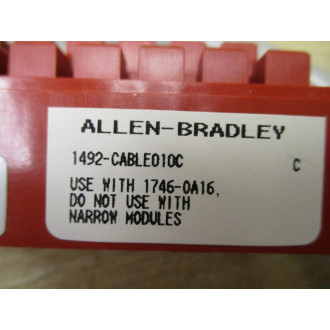 ALLEN-BRADLEY
1492-CABLE010C
C
USE WITH 1746-OA16,
DO NOT USE WITH
NARROW MODULES